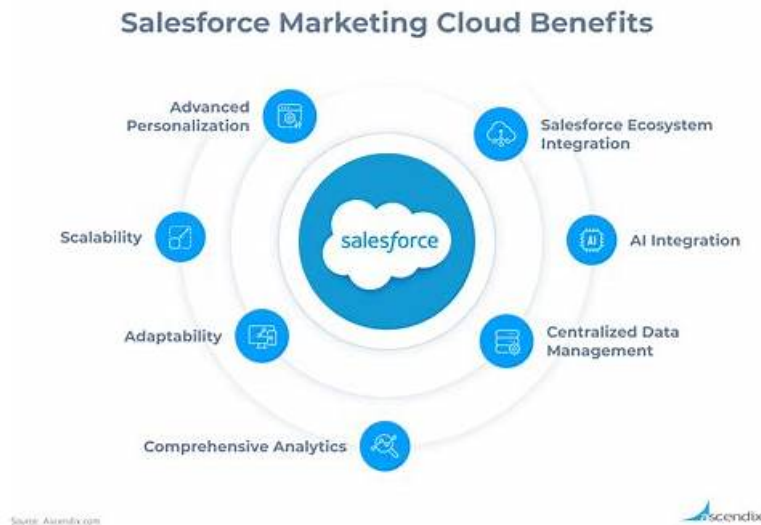 Salesforce Marketing Cloud Benefits
Advanced
Personalization
Salesforce Ecosystem
Integration
salesforce
Scalability
AI
AI Integration
Adaptability
Centralized Data
Management
Comprehensive Analytics
Source: Ascendix.com
ascendix